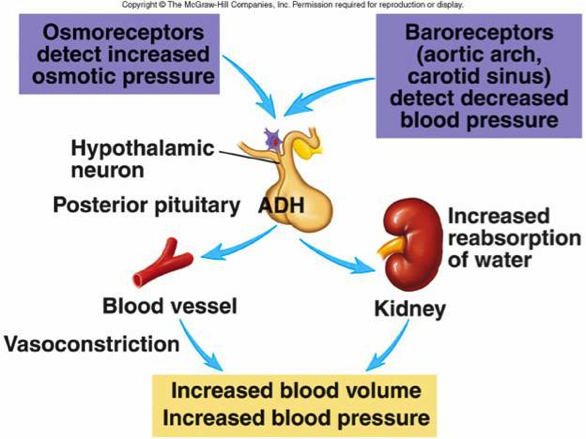 Copyright © The McGraw-Hill Companies, Inc. Permission required for reproduction or display.
Osmoreceptors
detect increased
osmotic pressure
Baroreceptors
(aortic arch,
carotid sinus)
detect decreased
blood pressure
Hypothalamic
neuron
Posterior pituitary ADH
Increased
reabsorption
of water
Blood vessel
Kidney
Vasoconstriction
Increased blood volume
Increased blood pressure